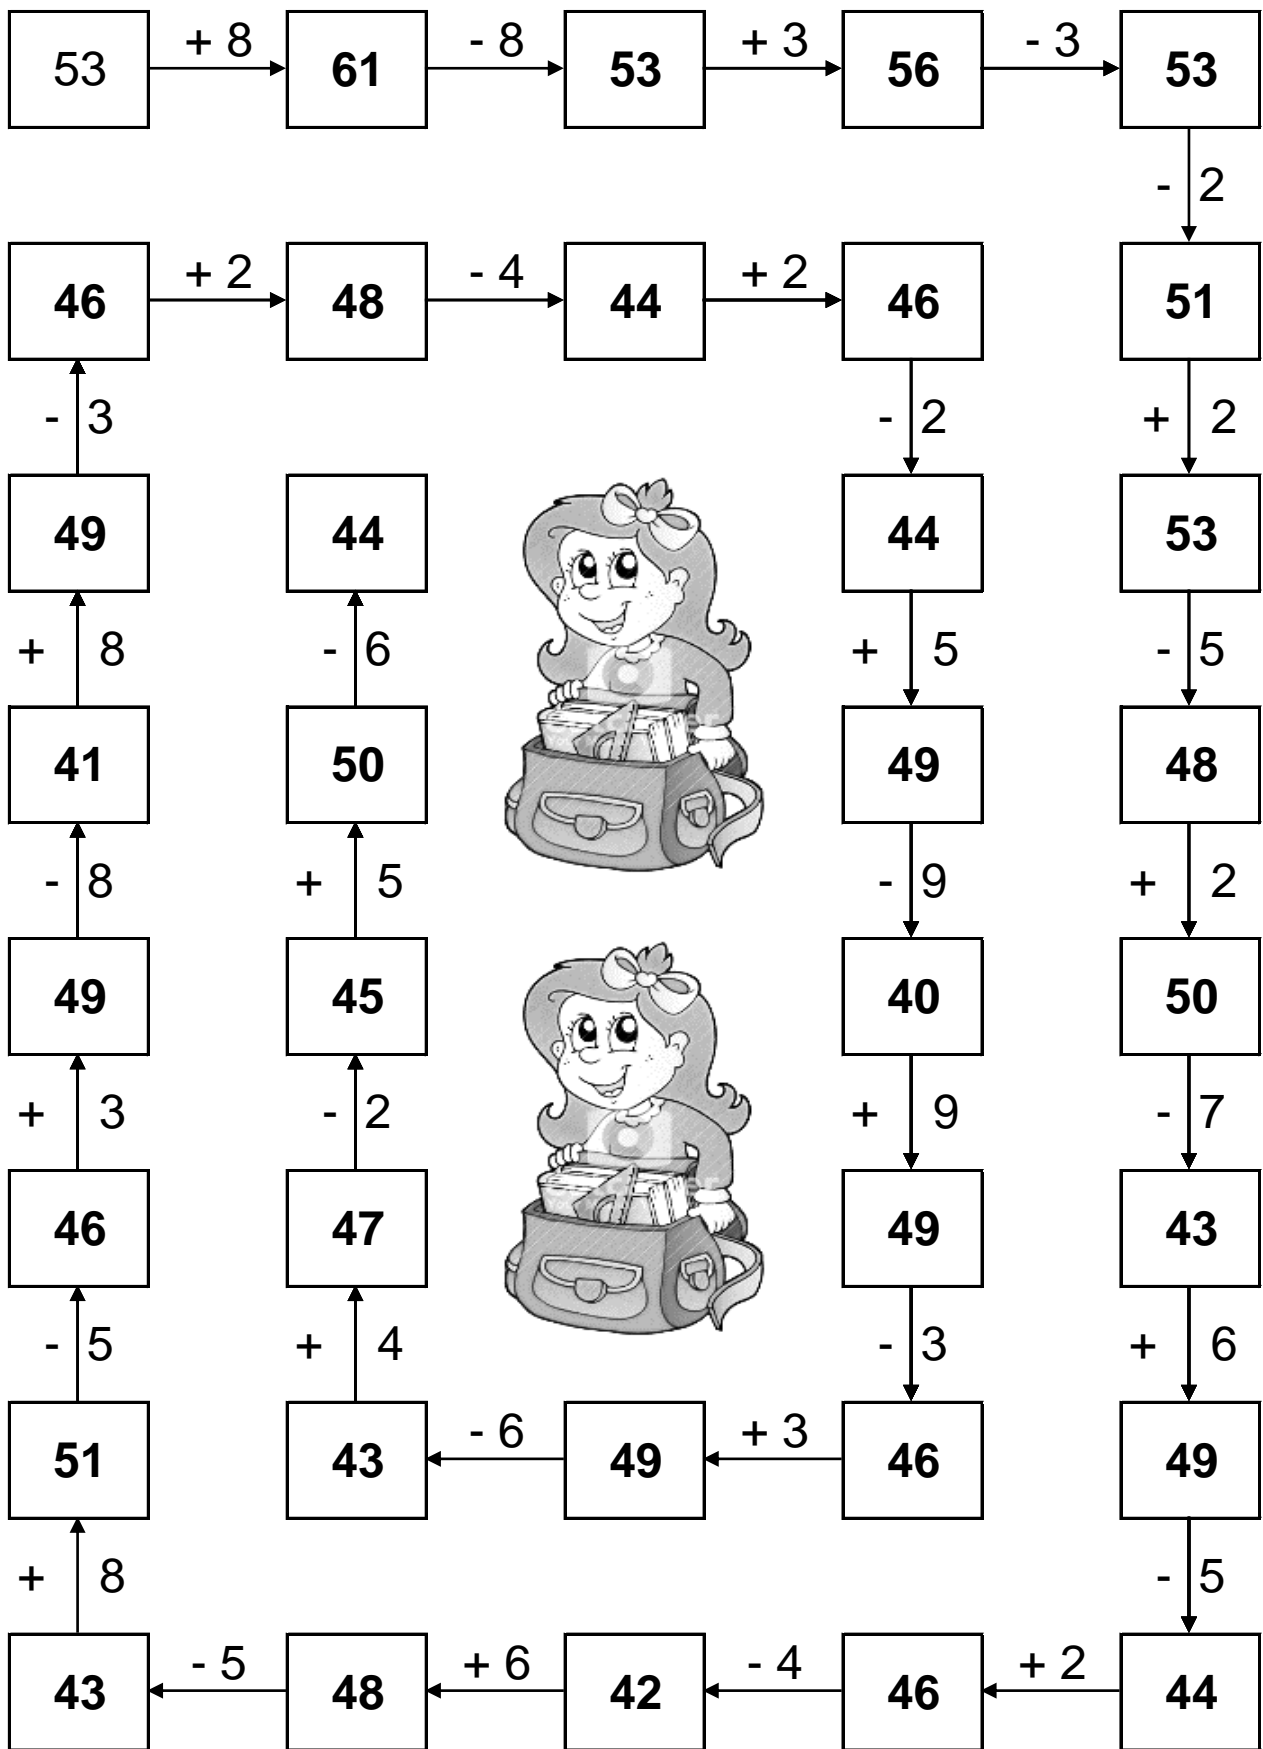 53 + 8 61 - 8 53 + 3 56 - 3 53
- 2
46 + 2 48 - 4 44 + 2 46 51
- 3 - 2 + 2
49 44 44 53
+ 8 - 6 + 5 - 5
41 50 49 48
- 8 + 5 - 9 + 2
49 45 40 50
+ 3 - 2 + 9 - 7
46 47 49 43
- 5 + 4 - 3 + 6
51 43 - 6 49 + 3 46 49
+ 8 - 5
43 - 5 48 + 6 42 - 4 46 + 2 44